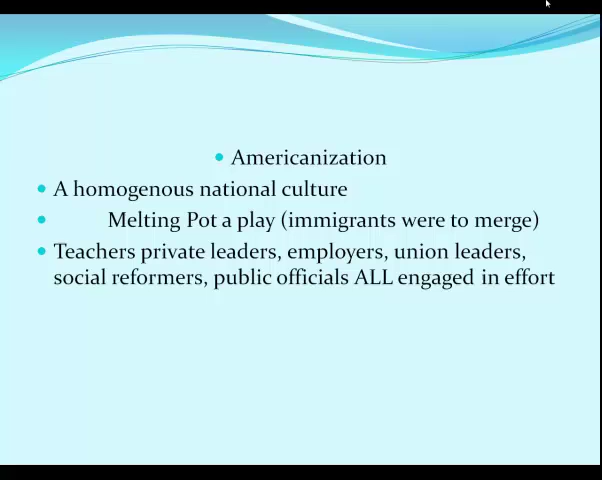 Americanization
A homogenous national culture
Melting Pot a play (immigrants were to merge)
Teachers private leaders, employers, union leaders,
social reformers, public officials ALL engaged in effort